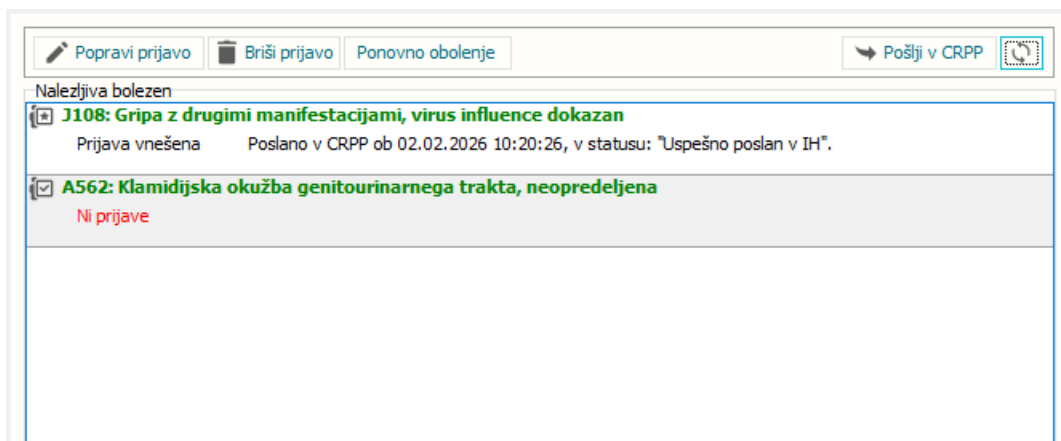 Popravi prijavo Briši prijavo Ponovno obolenje Pošlji v CRPP
Nalezljiva bolezen
J108: Gripa z drugimi manifestacijami, virus influence dokazan
Prijava vnešena Poslano v CRPP ob 02.02.2026 10:20:26, v statusu: "Uspešno poslan v IH".
A562: Klamidijska okužba genitourinarnega trakta, neopredeljena
Ni prijave